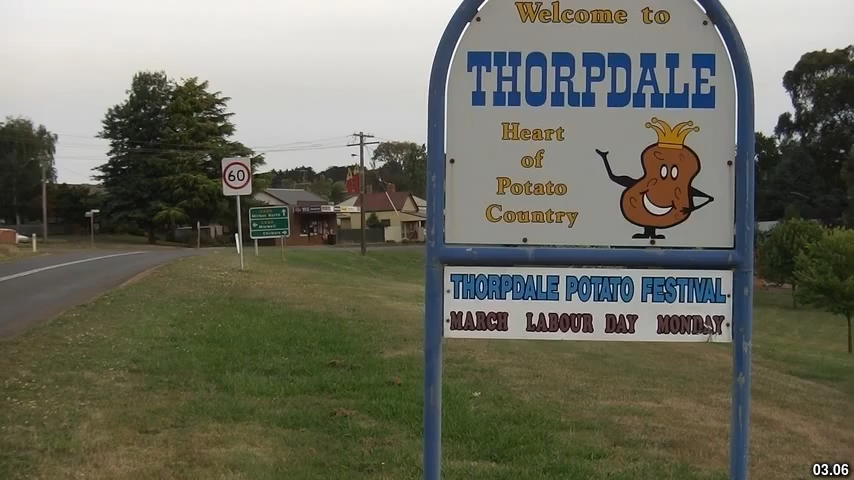 Welcome to
THORPDALE
Heart
of
Potato
Country
THORPDALE POTATO FESTIVAL
MARCH LABOUR DAY MONDAY
60
03.06